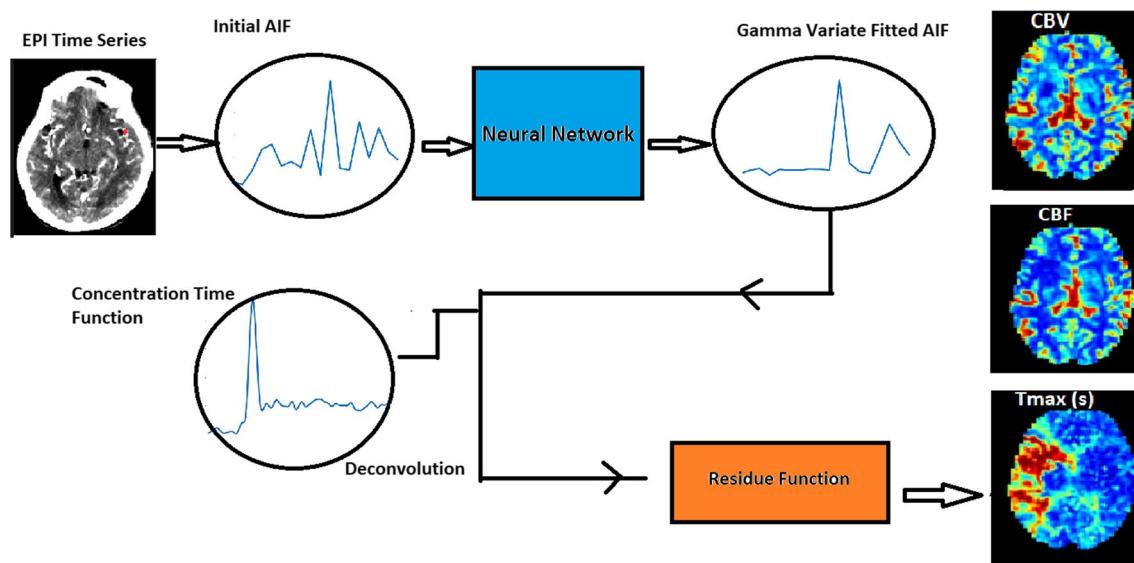 EPI Time Series
Initial AIF
Neural Network
Gamma Variate Fitted AIF
CBV
CBF
Concentration Time
Function
Deconvolution
Residue Function
Tmax (s)